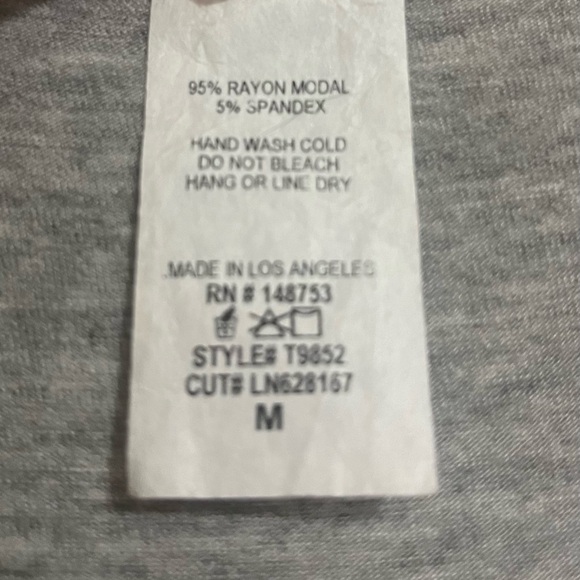 95% RAYON MODAL
5% SPANDEX
HAND WASH COLD
DO NOT BLEACH
HANG OR LINE DRY
.MADE IN LOS ANGELES
RN # 148753
STYLE# T9852
CUT# LN628167
M